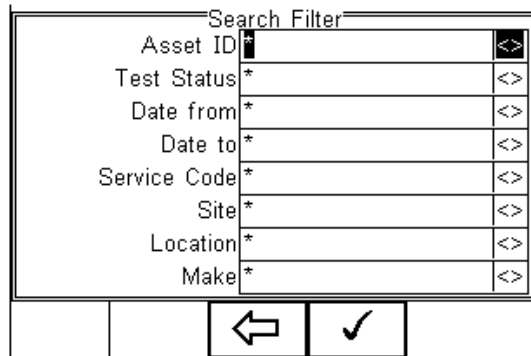 Search Filter
Asset ID * <>
Test Status * <>
Date from * <>
Date to * <>
Service Code * <>
Site * <>
Location * <>
Make * <>